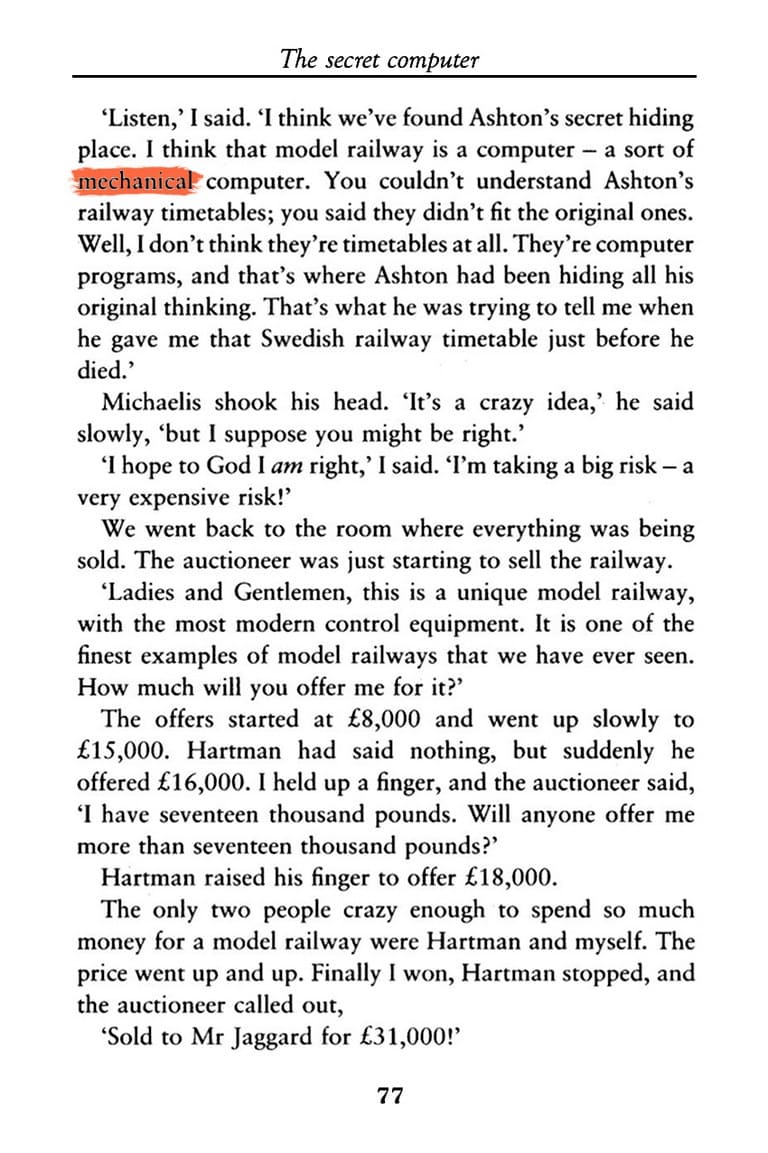 The secret computer
‘Listen,’ I said. ‘I think we’ve found Ashton’s secret hiding
place. I think that model railway is a computer – a sort of
mechanical computer. You couldn’t understand Ashton’s
railway timetables; you said they didn’t fit the original ones.
Well, I don’t think they’re timetables at all. They’re computer
programs, and that’s where Ashton had been hiding all his
original thinking. That’s what he was trying to tell me when
he gave me that Swedish railway timetable just before he
died.’
Michaelis shook his head. ‘It’s a crazy idea,’ he said
slowly, ‘but I suppose you might be right.’
‘I hope to God I am right,’ I said. ‘I’m taking a big risk – a
very expensive risk!’
We went back to the room where everything was being
sold. The auctioneer was just starting to sell the railway.
‘Ladies and Gentlemen, this is a unique model railway,
with the most modern control equipment. It is one of the
finest examples of model railways that we have ever seen.
How much will you offer me for it?’
The offers started at £8,000 and went up slowly to
£15,000. Hartman had said nothing, but suddenly he
offered £16,000. I held up a finger, and the auctioneer said,
‘I have seventeen thousand pounds. Will anyone offer me
more than seventeen thousand pounds?’
Hartman raised his finger to offer £18,000.
The only two people crazy enough to spend so much
money for a model railway were Hartman and myself. The
price went up and up. Finally I won, Hartman stopped, and
the auctioneer called out,
‘Sold to Mr Jaggard for £31,000!’
77